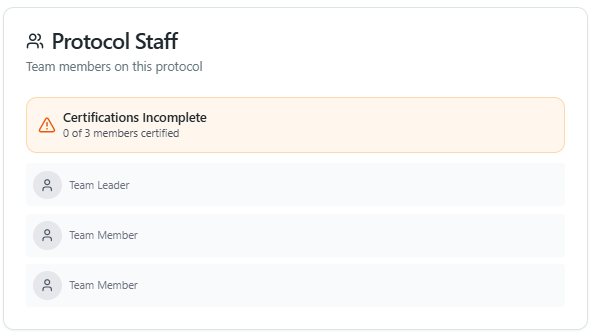 Protocol Staff
Team members on this protocol
Certifications Incomplete
0 of 3 members certified
Team Leader
Team Member
Team Member